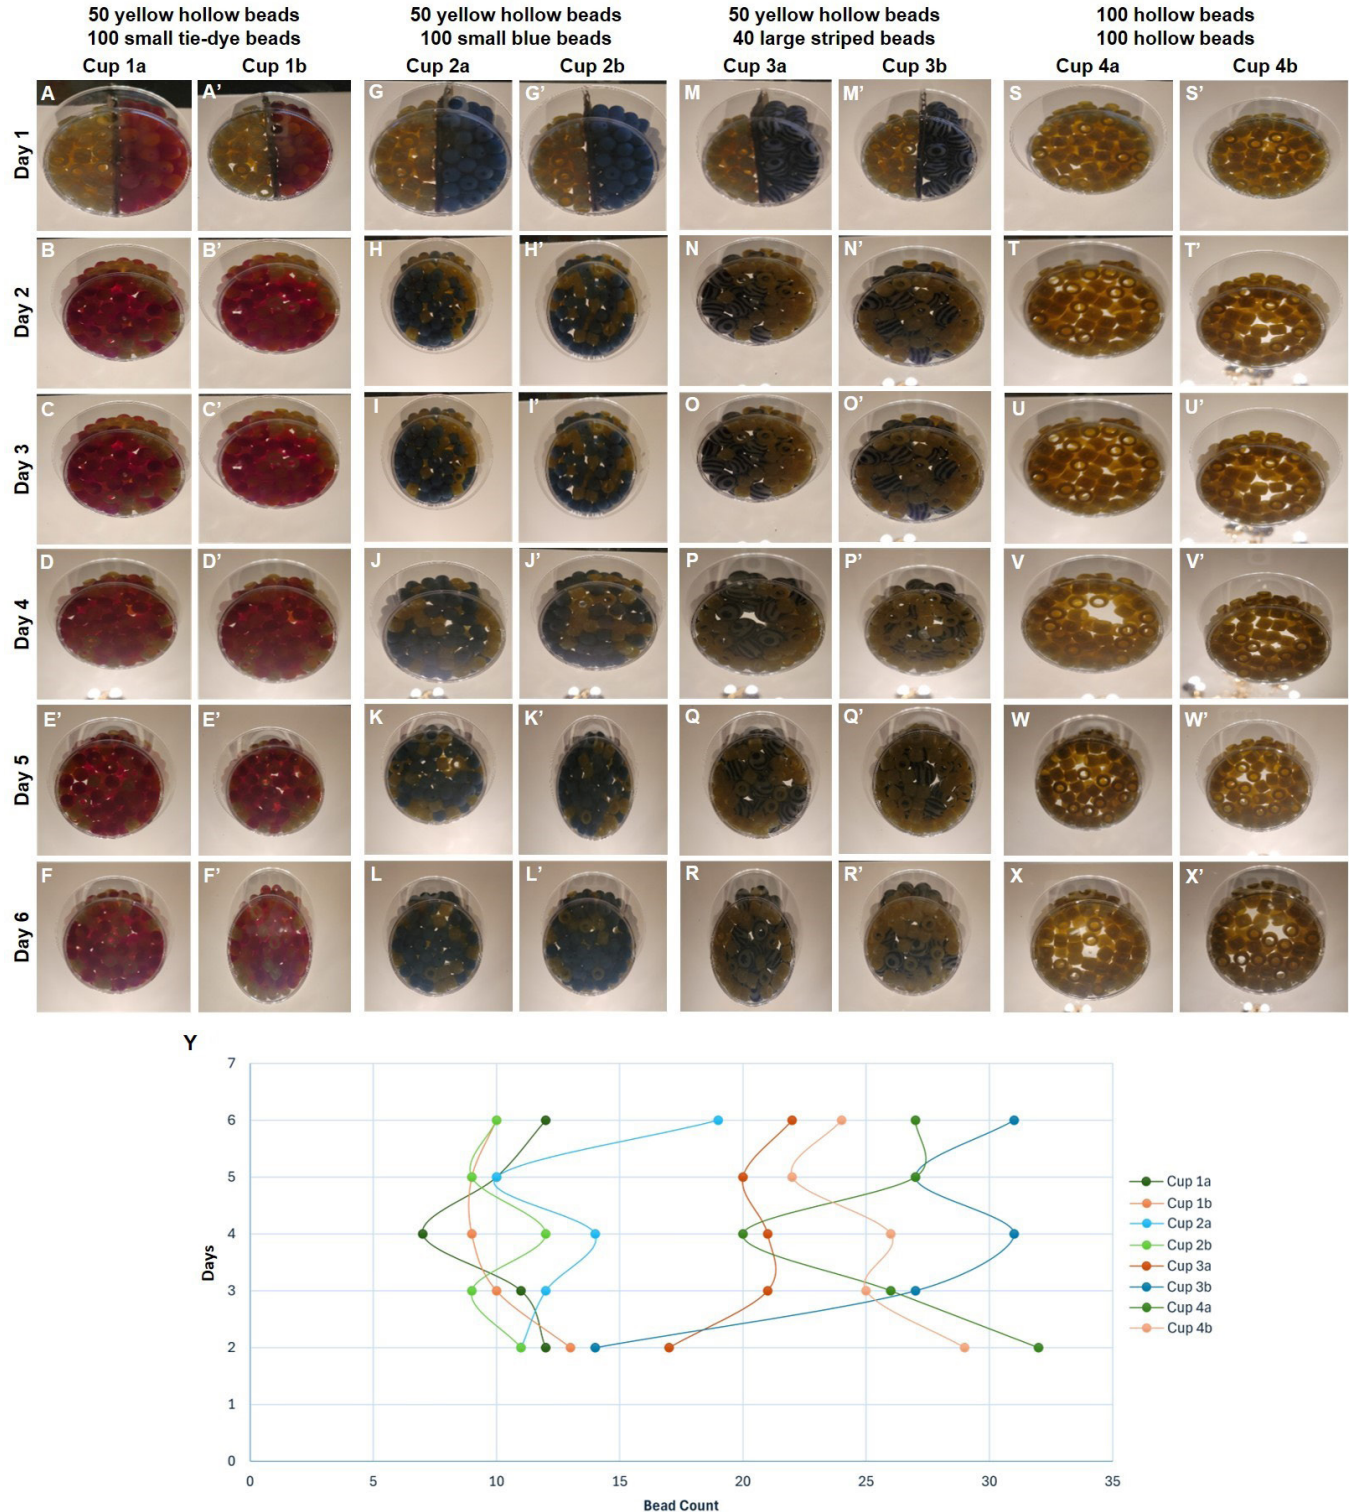 50 yellow hollow beads
100 small tie-dye beads
50 yellow hollow beads
100 small blue beads
50 yellow hollow beads
40 large striped beads
100 hollow beads
100 hollow beads
Cup 1a Cup 1b Cup 2a Cup 2b Cup 3a Cup 3b Cup 4a Cup 4b
Day 1
A A' G G' M M' S S'
Day 2
B B' H H' N N' T T'
Day 3
C C' I I' O O' U U'
Day 4
D D' J J' P P' V V'
Day 5
E' E' K K' Q Q' W W'
Day 6
F F' L L' R R' X X'
Y
7
6
5
4
3
2
1
0
Days
0 5 10 15 20 25 30 35
Bead Count
Cup 1a
Cup 1b
Cup 2a
Cup 2b
Cup 3a
Cup 3b
Cup 4a
Cup 4b